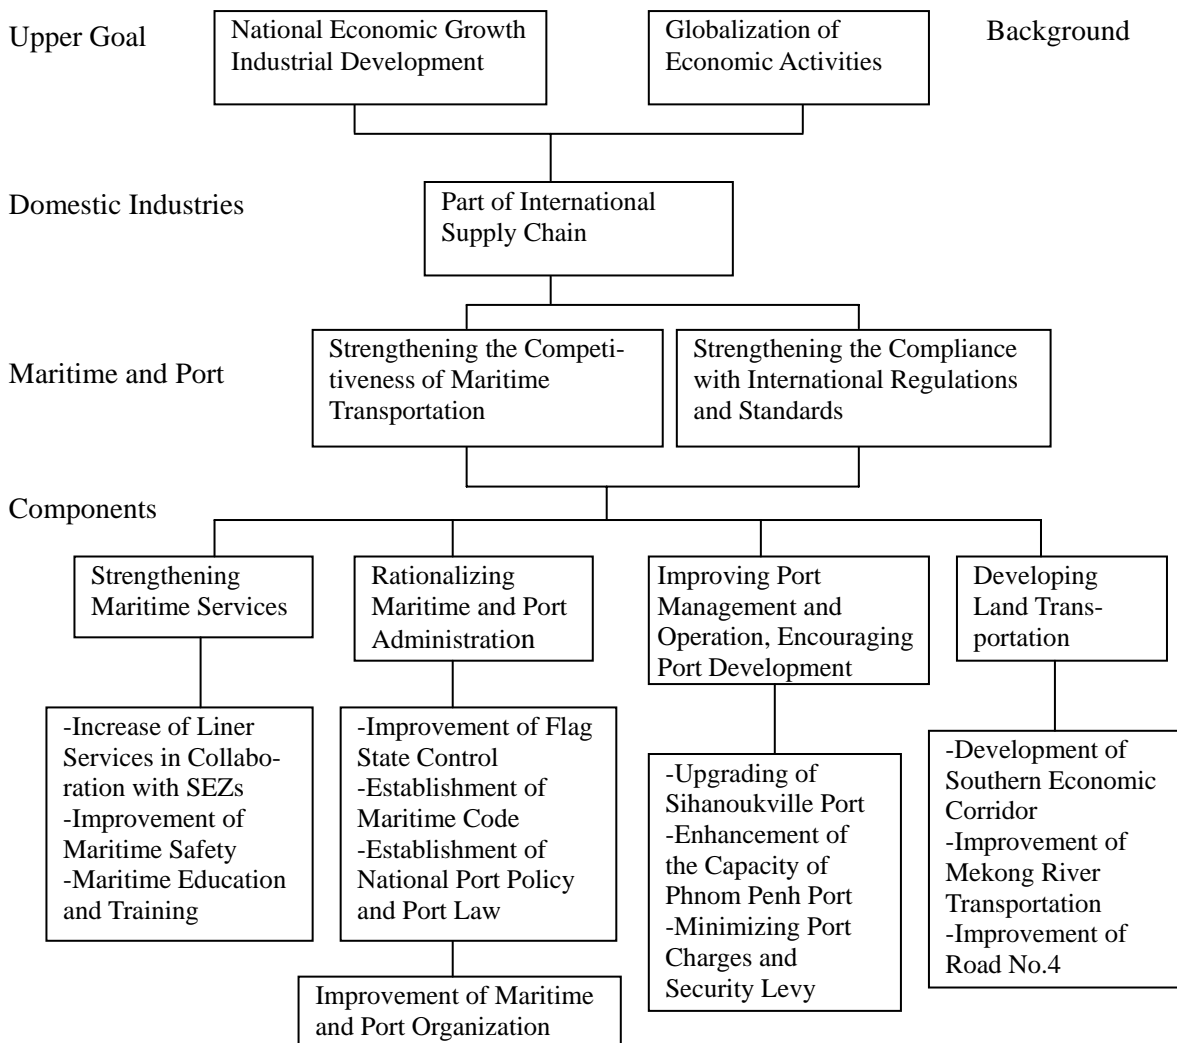 Upper Goal
National Economic Growth
Industrial Development
Globalization of
Economic Activities
Background
Domestic Industries
Part of International
Supply Chain
Maritime and Port
Strengthening the Competi-
tiveness of Maritime
Transportation
Strengthening the Compliance
with International Regulations
and Standards
Components
Strengthening
Maritime Services
Rationalizing
Maritime and Port
Administration
Improving Port
Management and
Operation, Encouraging
Port Development
Developing
Land Trans-
portation
-Increase of Liner
Services in Collabo-
ration with SEZs
-Improvement of
Maritime Safety
-Maritime Education
and Training
-Improvement of Flag
State Control
-Establishment of
Maritime Code
-Establishment of
National Port Policy
and Port Law
Improvement of Maritime
and Port Organization
-Upgrading of
Sihanoukville Port
-Enhancement of
the Capacity of
Phnom Penh Port
-Minimizing Port
Charges and
Security Levy
-Development of
Southern Economic
Corridor
-Improvement of
Mekong River
Transportation
-Improvement of
Road No.4